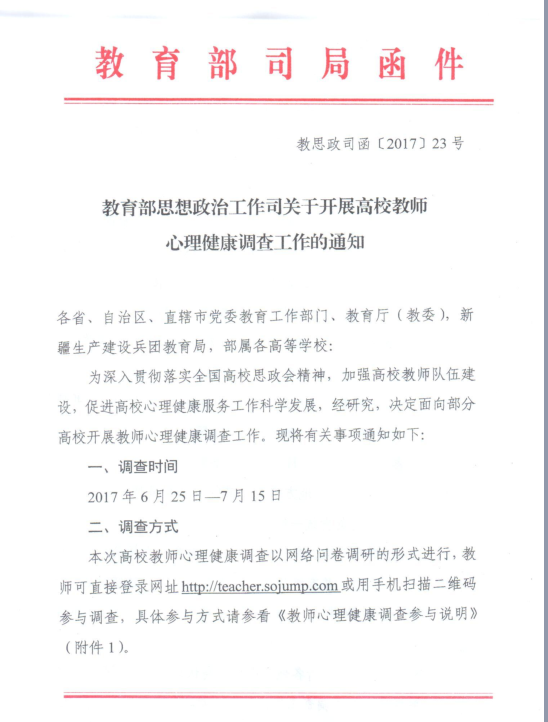 教育部司局函件
教思政司函〔2017〕23号
教育部思想政治工作司关于开展高校教师
心理健康调查工作的通知
各省、自治区、直辖市党委教育工作部门、教育厅（教委），新
疆生产建设兵团教育局，部属各高等学校：
为深入贯彻落实全国高校思政会精神，加强高校教师队伍建
设，促进高校心理健康服务工作科学发展，经研究，决定面向部分
高校开展教师心理健康调查工作。现将有关事项通知如下：
一、调查时间
2017年6月25日—7月15日
二、调查方式
本次高校教师心理健康调查以网络问卷调研的形式进行，教
师可直接登录网址http://teacher.sojump.com或用手机扫描二维码
参与调查，具体参与方式请参看《教师心理健康调查参与说明》
（附件1）。